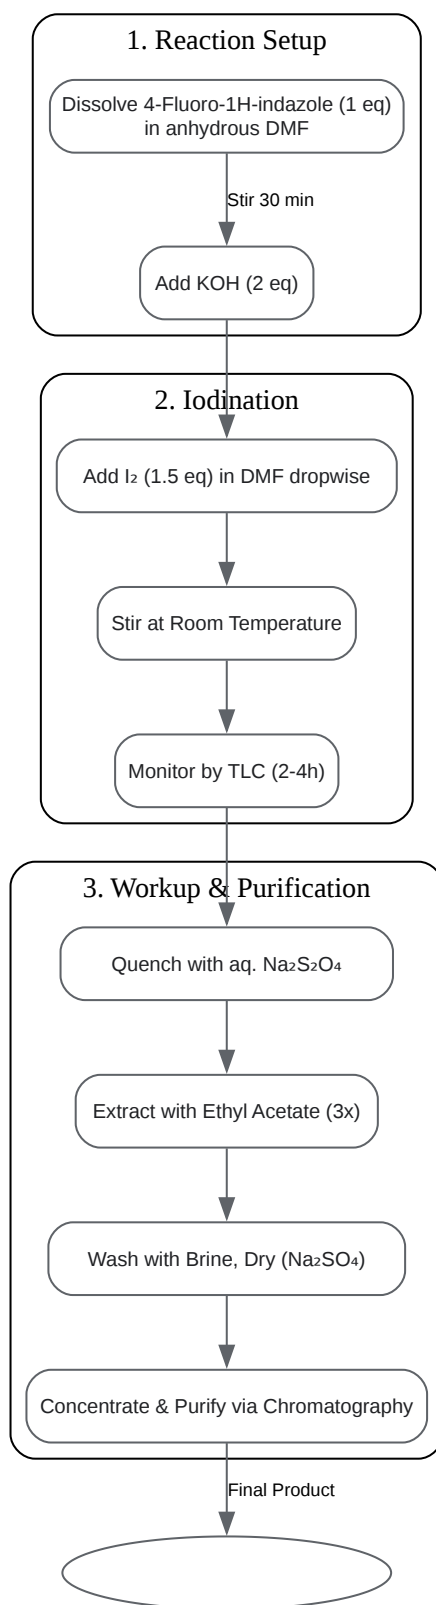 1. Reaction Setup
Dissolve 4-Fluoro-1H-indazole (1 eq)
in anhydrous DMF
Stir 30 min
Add KOH (2 eq)
2. Iodination
Add I₂ (1.5 eq) in DMF dropwise
Stir at Room Temperature
Monitor by TLC (2-4h)
3. Workup & Purification
Quench with aq. Na₂S₂O₄
Extract with Ethyl Acetate (3x)
Wash with Brine, Dry (Na₂SO₄)
Concentrate & Purify via Chromatography
Final Product